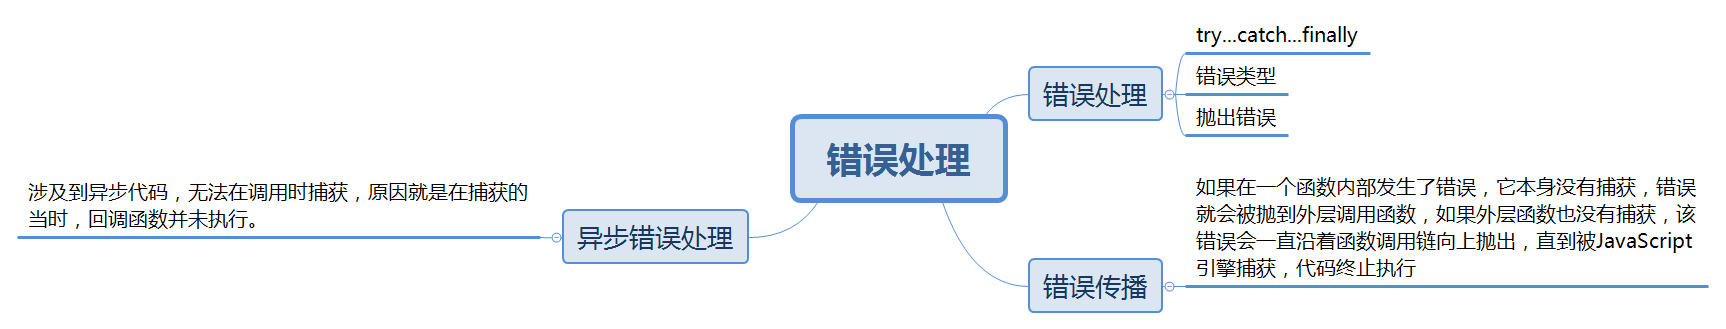 错误处理
错误处理
try...catch...finally
错误类型
抛出错误
错误传播
如果在一个函数内部发生了错误，它本身没有捕获，错误
就会被抛到外层调用函数，如果外层函数也没有捕获，该
错误会一直沿着函数调用链向上抛出，直到被JavaScript
引擎捕获，代码终止执行
异步错误处理
涉及到异步代码，无法在调用时捕获，原因就是在捕获的
当时，回调函数并未执行。